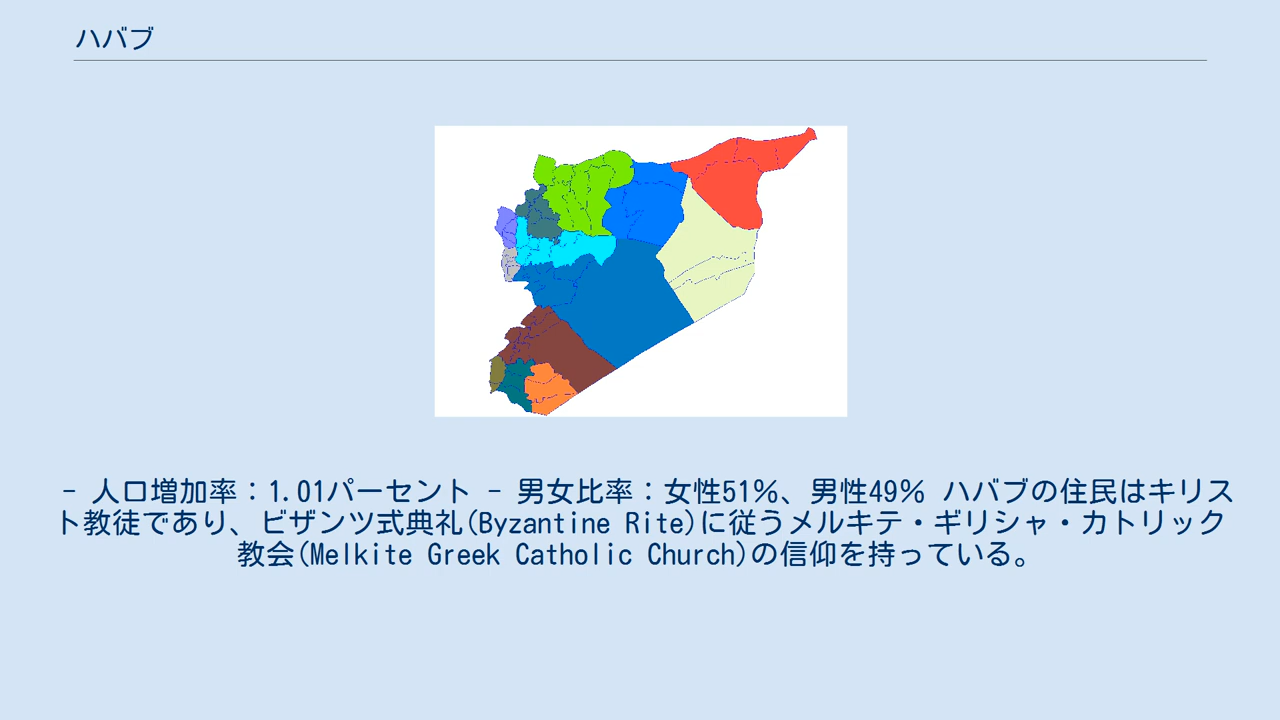 ハバブ
- 人口増加率：1.01パーセント - 男女比率：女性51％、男性49％ ハバブの住民はキリス
ト教徒であり、ビザンツ式典礼(Byzantine Rite)に従うメルキテ・ギリシャ・カトリック
教会(Melkite Greek Catholic Church)の信仰を持っている。